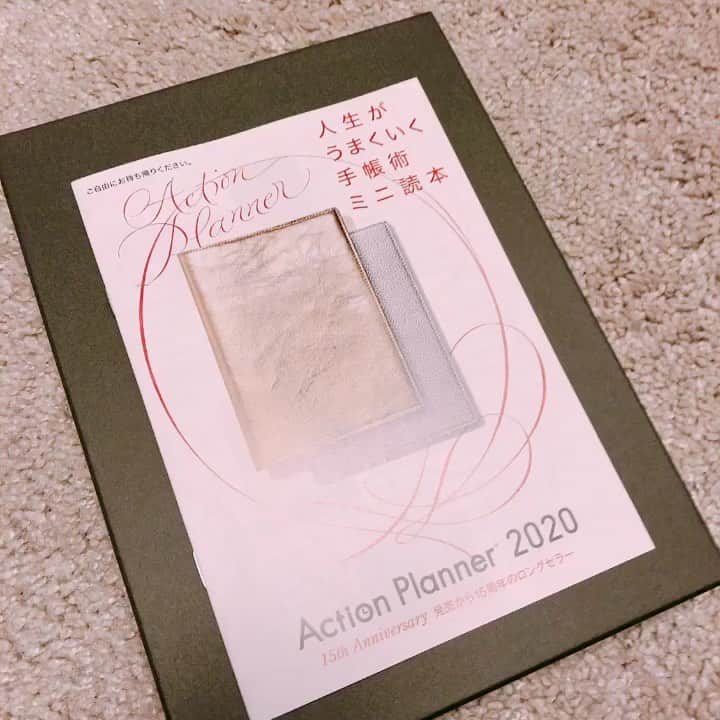 ご自由にお持ち帰りください。
Action
Planner
人生が
うまくいく
手帳術
ミニ読本
Action Planner 2020
15th Anniversary 発売から15周年のロングセラー